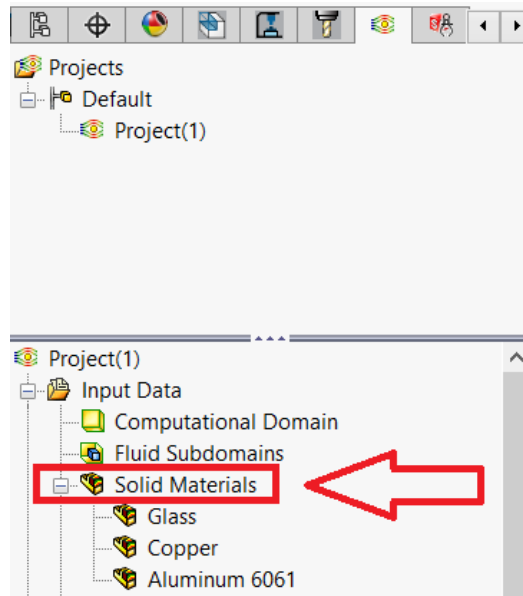 Projects
Default
Project(1)
Project(1)
Input Data
Computational Domain
Fluid Subdomains
Solid Materials
Glass
Copper
Aluminum 6061